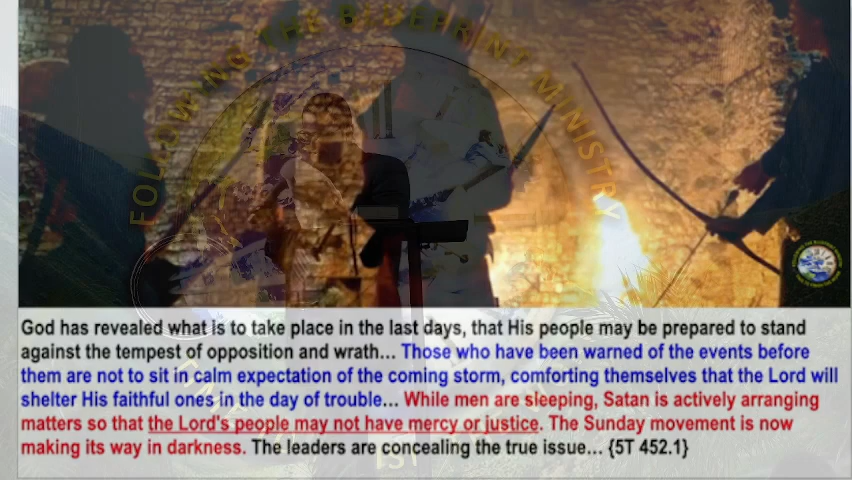 FOLLOWING THE BLUEPRINT MINISTRY
God has revealed what is to take place in the last days, that His people may be prepared to stand
against the tempest of opposition and wrath… Those who have been warned of the events before
them are not to sit in calm expectation of the coming storm, comforting themselves that the Lord will
shelter His faithful ones in the day of trouble… While men are sleeping, Satan is actively arranging
matters so that the Lord's people may not have mercy or justice. The Sunday movement is now
making its way in darkness. The leaders are concealing the true issue… {5T 452.1}